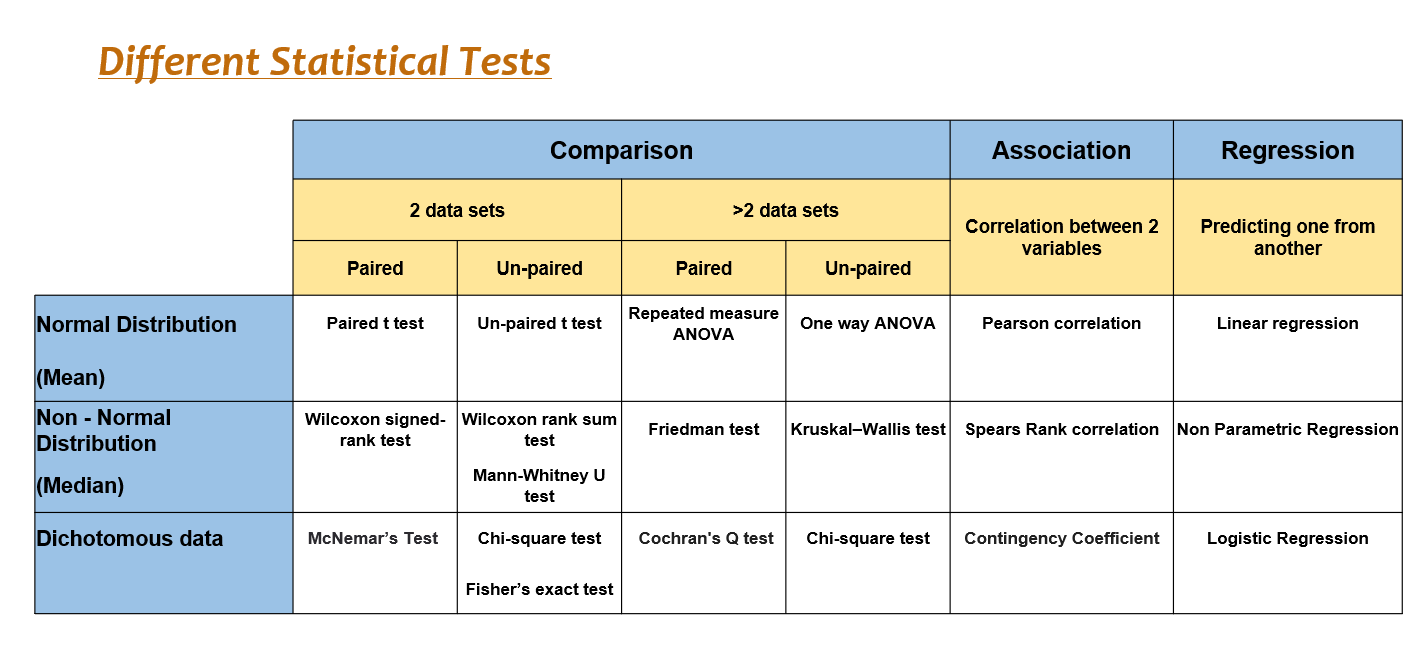 Different Statistical Tests
Comparison
Association
Regression
2 data sets
>2 data sets
Correlation between 2
variables
Predicting one from
another
Paired
Un-paired
Paired
Un-paired
Normal Distribution
(Mean)
Paired t test
Un-paired t test
Repeated measure
ANOVA
One way ANOVA
Pearson correlation
Linear regression
Non - Normal
Distribution
(Median)
Wilcoxon signed-
rank test
Wilcoxon rank sum
test
Mann-Whitney U
test
Friedman test
Kruskal–Wallis test
Spears Rank correlation
Non Parametric Regression
Dichotomous data
McNemar’s Test
Chi-square test
Fisher’s exact test
Cochran's Q test
Chi-square test
Contingency Coefficient
Logistic Regression